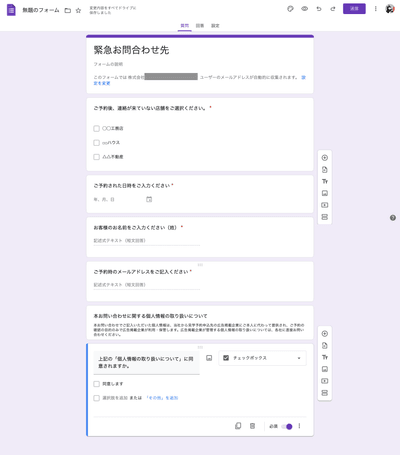 無題のフォーム
変更内容をすべてドライブに
保存しました
送信
質問 回答 設定
緊急お問合わせ先
フォームの説明
このフォームでは 株式会社 ユーザーのメールアドレスが自動的に収集されます。 設
定を変更
ご予約後、連絡が来ていない店舗をご選択ください。 *
〇〇工務店
○○ハウス
△△不動産
ご予約された日時をご入力ください *
年、月、日
お客様のお名前をご入力ください（姓） *
記述式テキスト（短文回答）
ご予約時のメールアドレスをご記入ください *
記述式テキスト（短文回答）
本お問い合わせに関する個人情報の取り扱いについて
上記の「個人情報の取り扱いについて」に同
意されますか。
チェックボックス
同意します
選択肢を追加 または 「その他」を追加
必須